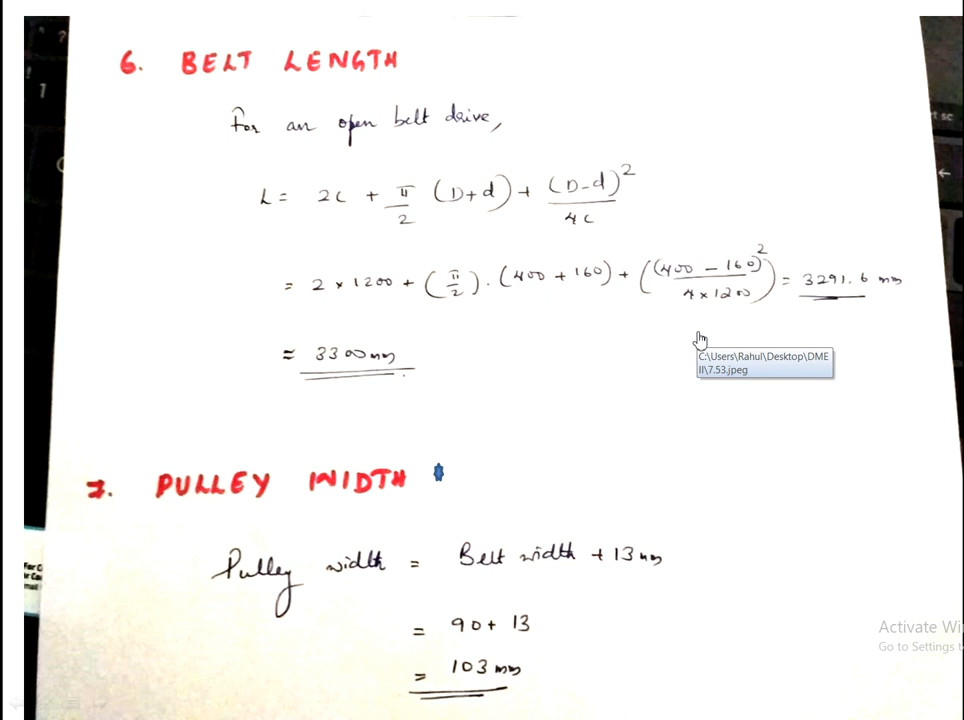 6. BELT LENGTH
For an open belt drive,
L = 2C + π/2 (D+d) + (D-d)²/4C
= 2 × 1200 + (π/2) . (400 + 160) + ((400 - 160)²/4×1200) = 3291.6 mm
≈ 3300 mm
C:\Users\Rahul\Desktop\DME
II\7.53.jpeg
7. PULLEY WIDTH
Pulley width = Belt width + 13 mm
= 90 + 13
= 103 mm
Activate Wi
Go to Settings t